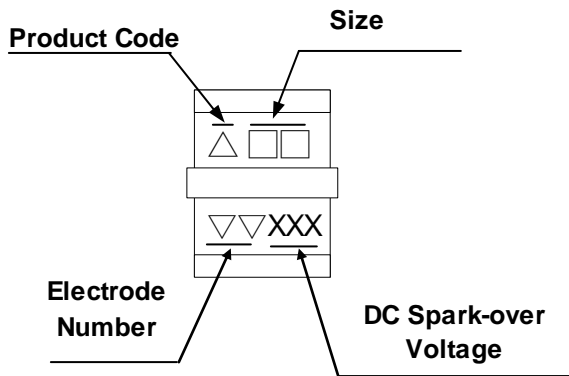 Product Code
Size
△ □□
▽▽XXX
Electrode
Number
DC Spark-over
Voltage